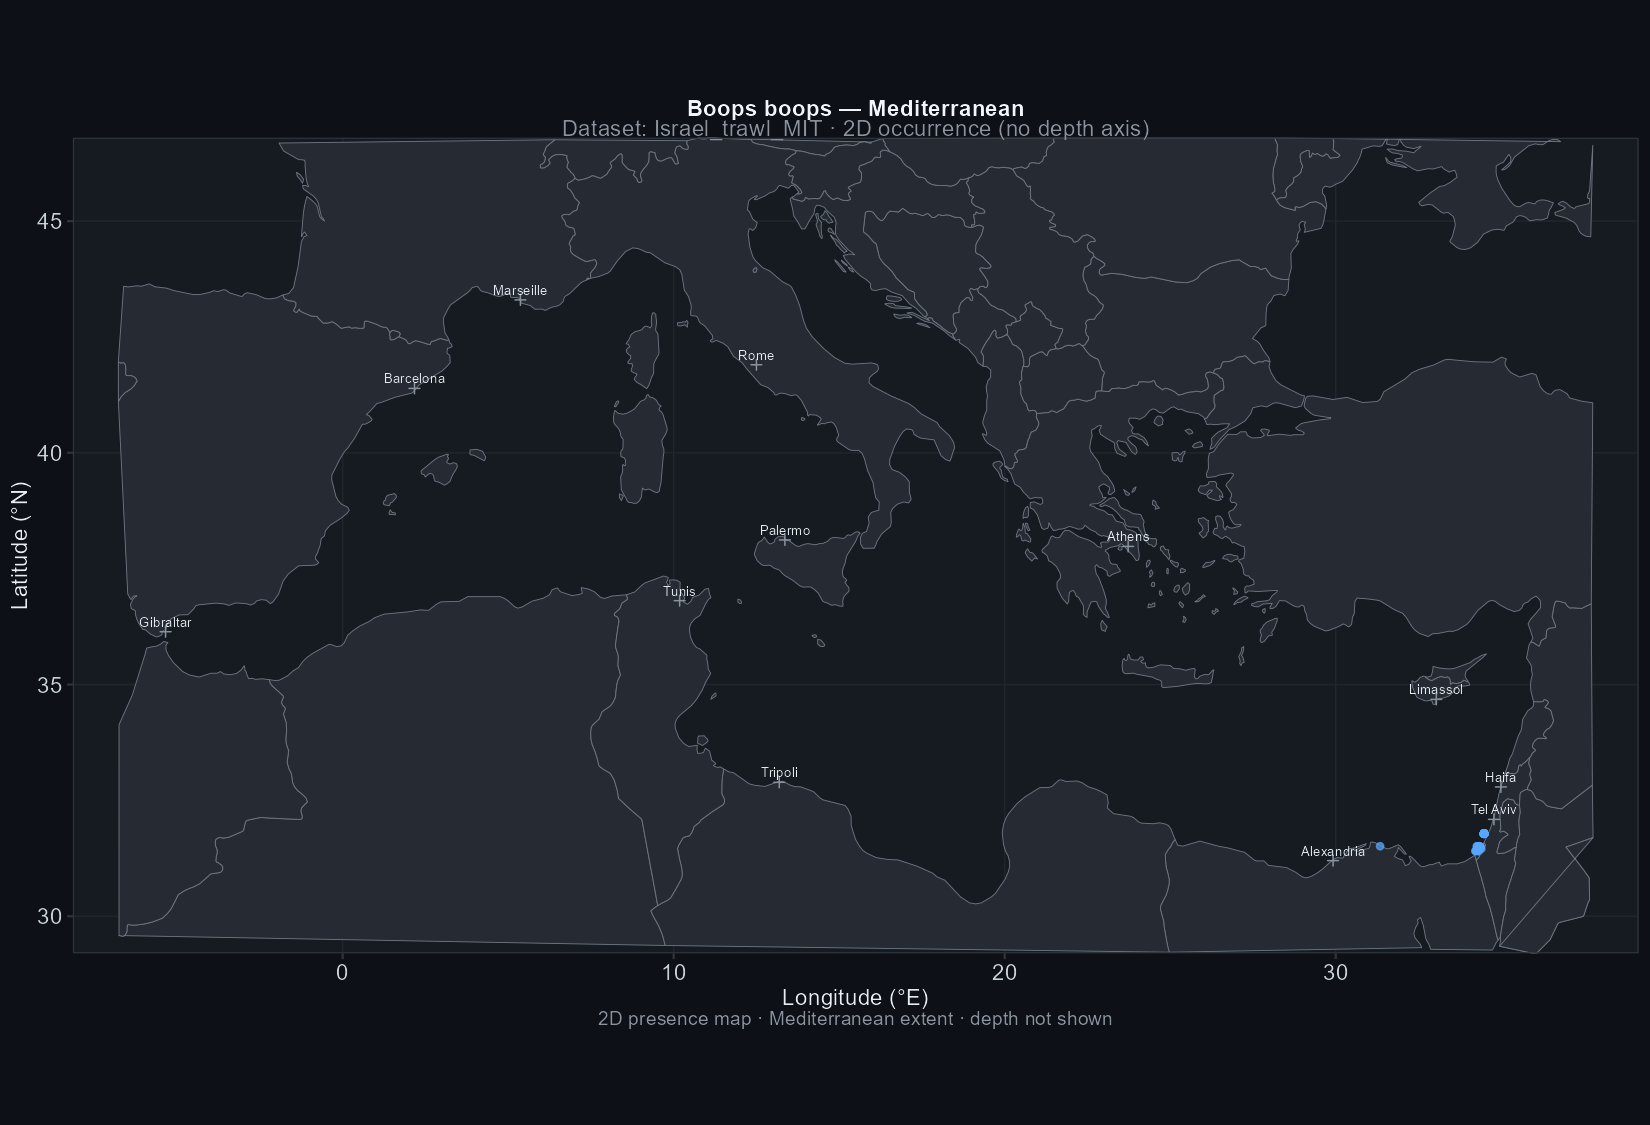 Boops boops — Mediterranean
Dataset: Israel_trawl_MIT · 2D occurrence (no depth axis)
45
40
35
30
Latitude (°N)
Marseille
Rome
Barcelona
Palermo
Athens
Tunis
Gibraltar
Limassol
Tripoli
Haifa
Tel Aviv
Alexandria
0
10
20
30
Longitude (°E)
2D presence map · Mediterranean extent · depth not shown